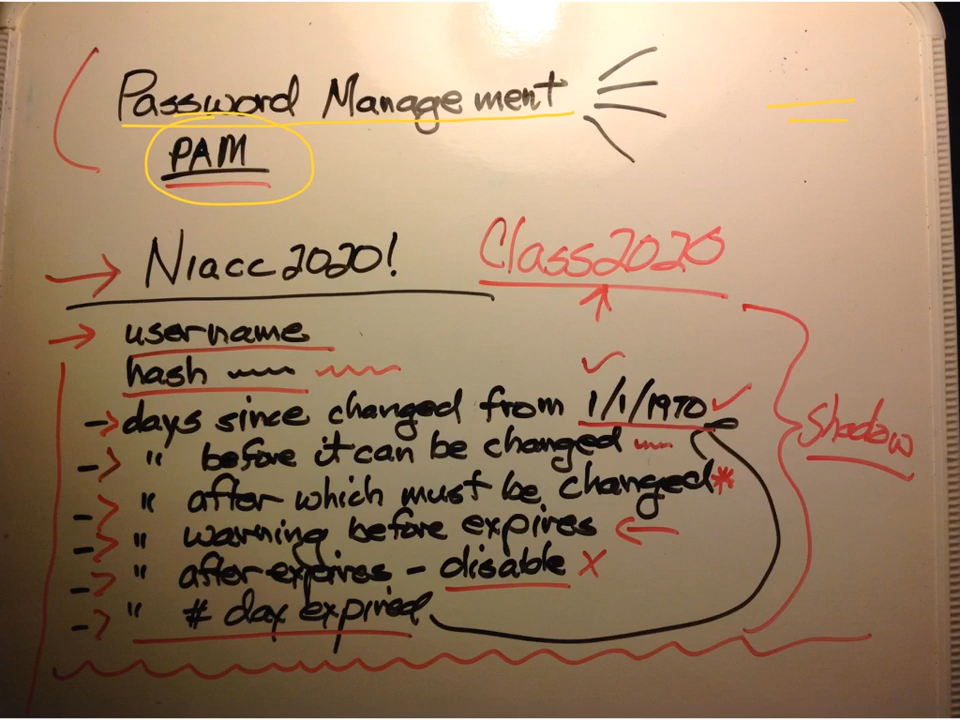 Password Management
PAM
Niacc2020! Class2020
username
hash
days since changed from 1/1/1970
" before it can be changed
" after which must be changed*
" warning before expires
" after expires - disable X
" # day expired
Shadow